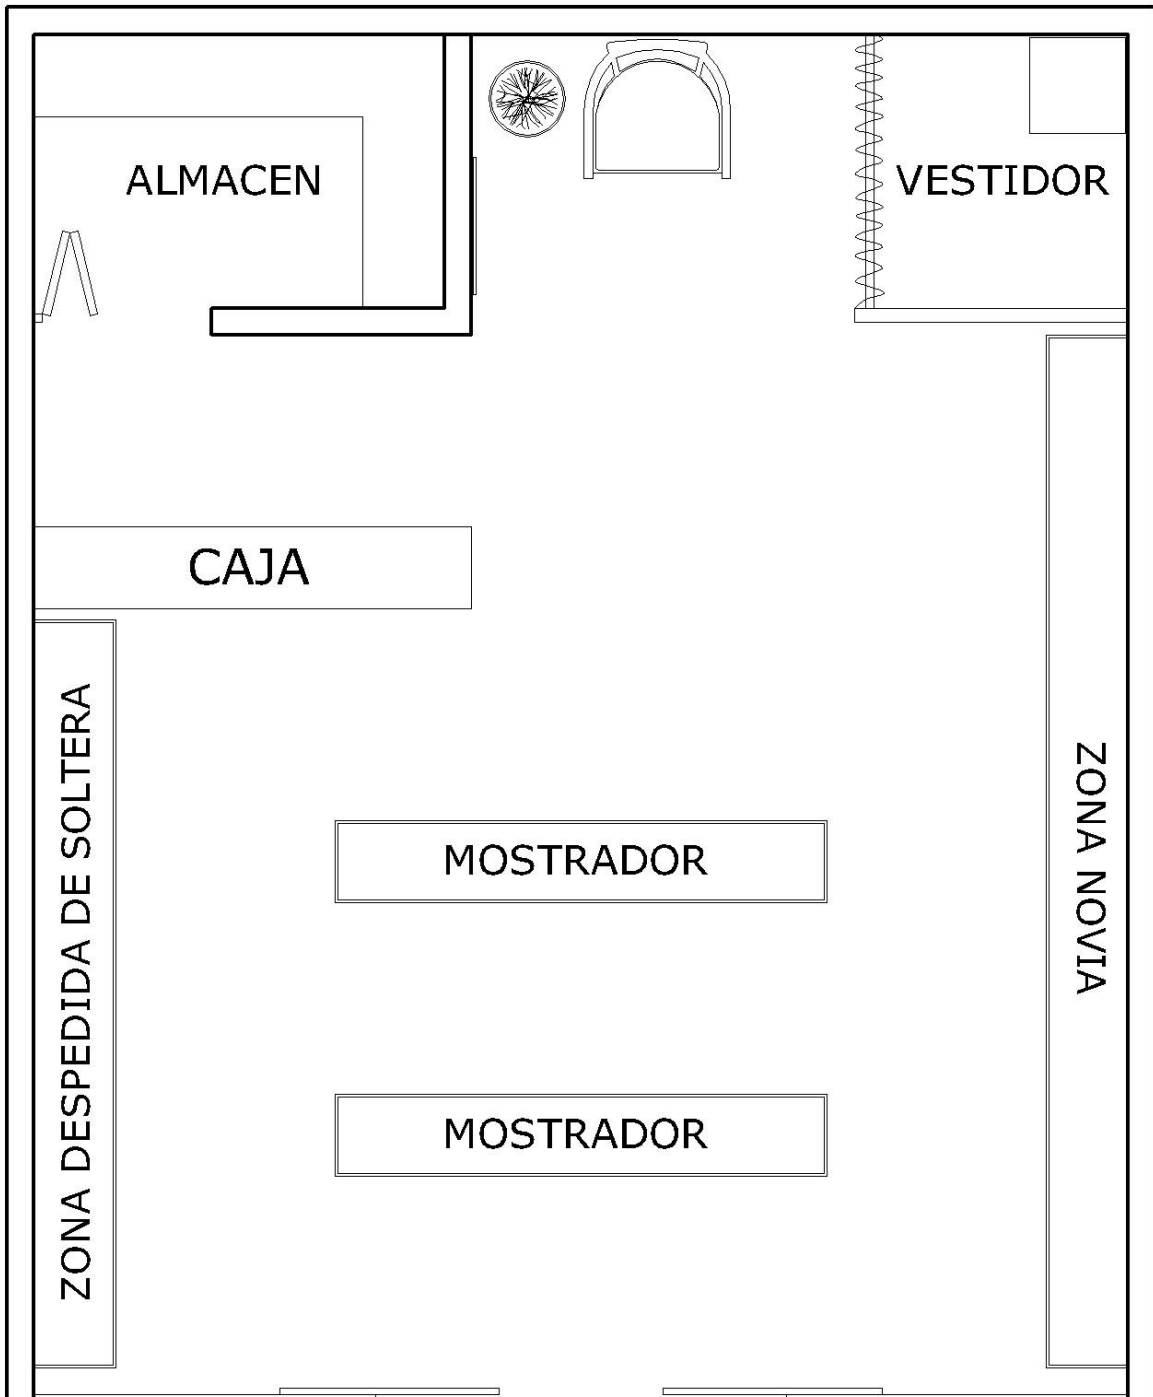 ALMACEN
VESTIDOR
CAJA
ZONA DESPEDIDA DE SOLTERA
MOSTRADOR
ZONA NOVIA
MOSTRADOR